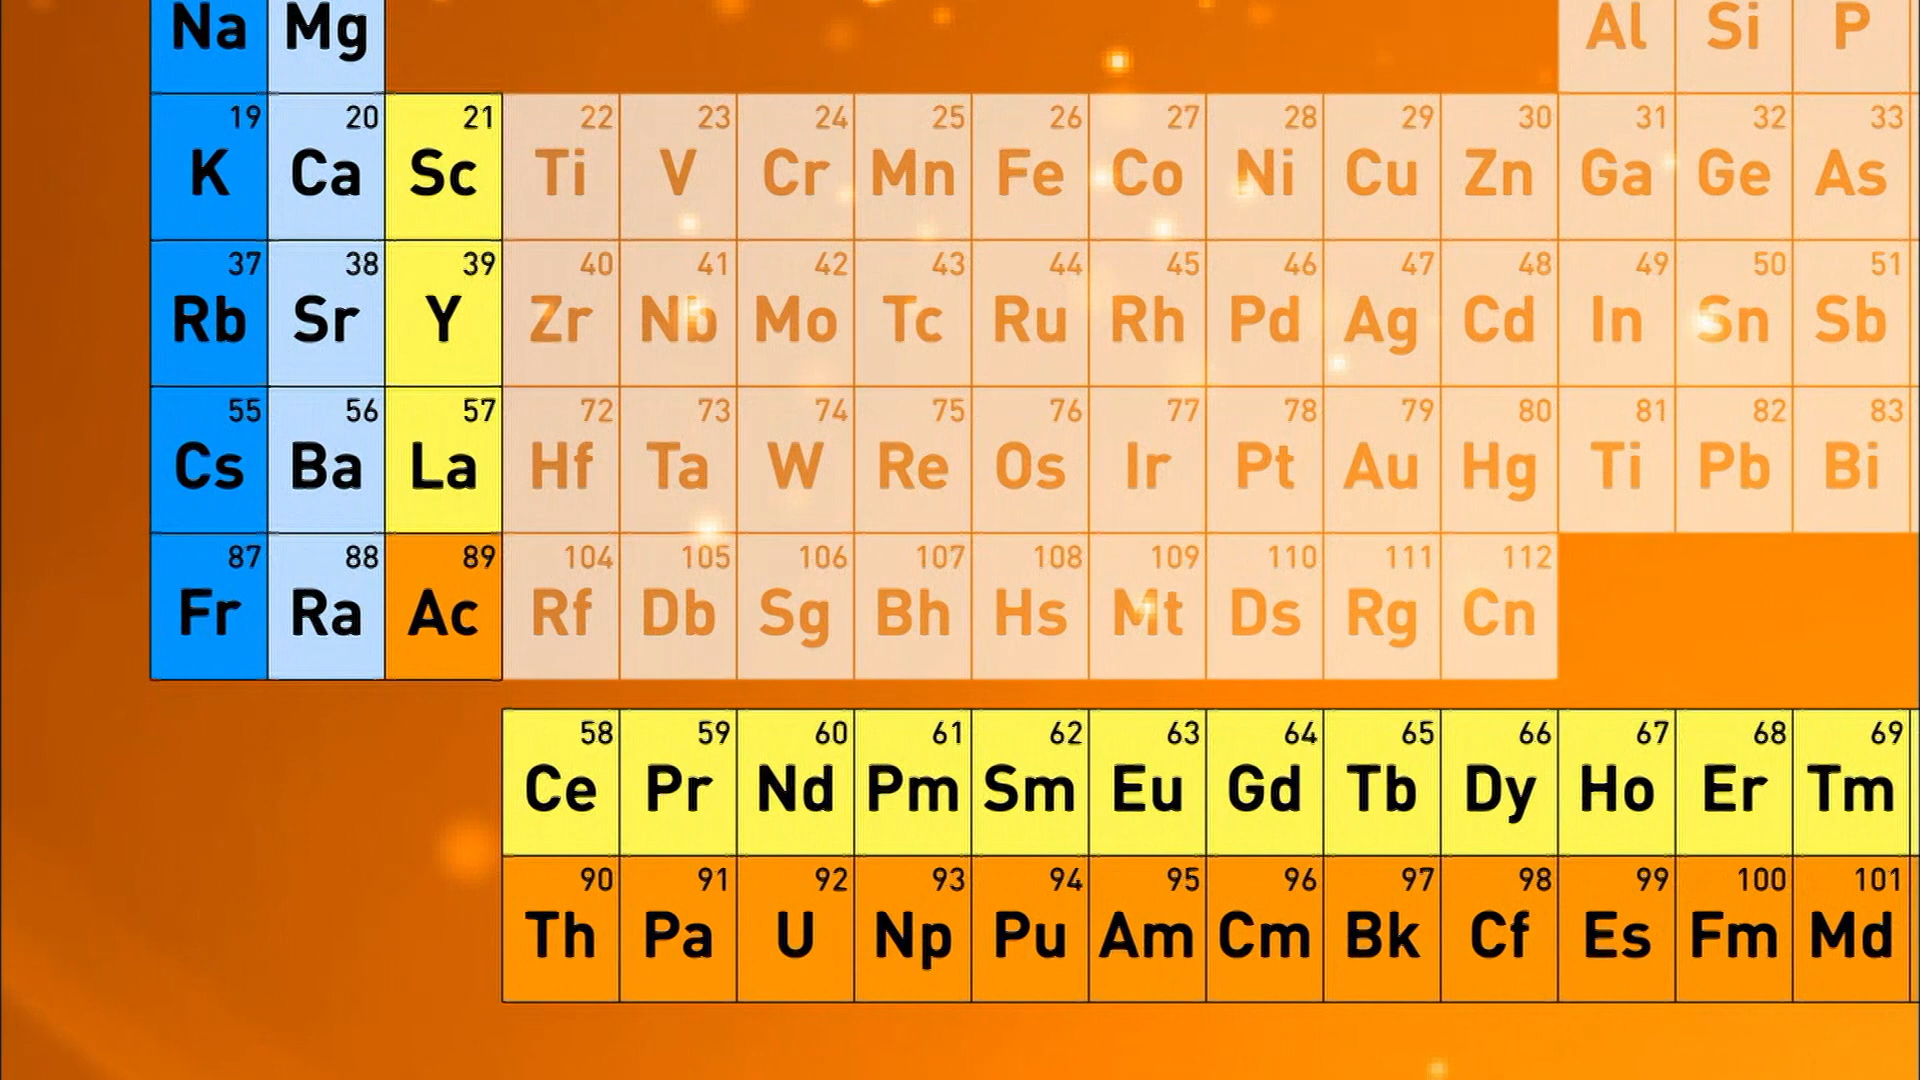 Na Mg Al Si P
19 20 21 22 23 24 25 26 27 28 29 30 31 32 33
K Ca Sc Ti V Cr Mn Fe Co Ni Cu Zn Ga Ge As
37 38 39 40 41 42 43 44 45 46 47 48 49 50 51
Rb Sr Y Zr Nb Mo Tc Ru Rh Pd Ag Cd In Sn Sb
55 56 57 72 73 74 75 76 77 78 79 80 81 82 83
Cs Ba La Hf Ta W Re Os Ir Pt Au Hg Ti Pb Bi
87 88 89 104 105 106 107 108 109 110 111 112
Fr Ra Ac Rf Db Sg Bh Hs Mt Ds Rg Cn
58 59 60 61 62 63 64 65 66 67 68 69
Ce Pr Nd Pm Sm Eu Gd Tb Dy Ho Er Tm
90 91 92 93 94 95 96 97 98 99 100 101
Th Pa U Np Pu Am Cm Bk Cf Es Fm Md